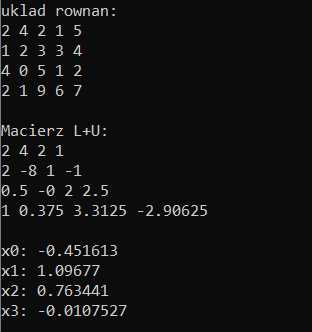 uklad rownan:
2 4 2 1 5
1 2 3 3 4
4 0 5 1 2
2 1 9 6 7
Macierz L+U:
2 4 2 1
2 -8 1 -1
0.5 -0 2 2.5
1 0.375 3.3125 -2.90625
x0: -0.451613
x1: 1.09677
x2: 0.763441
x3: -0.0107527